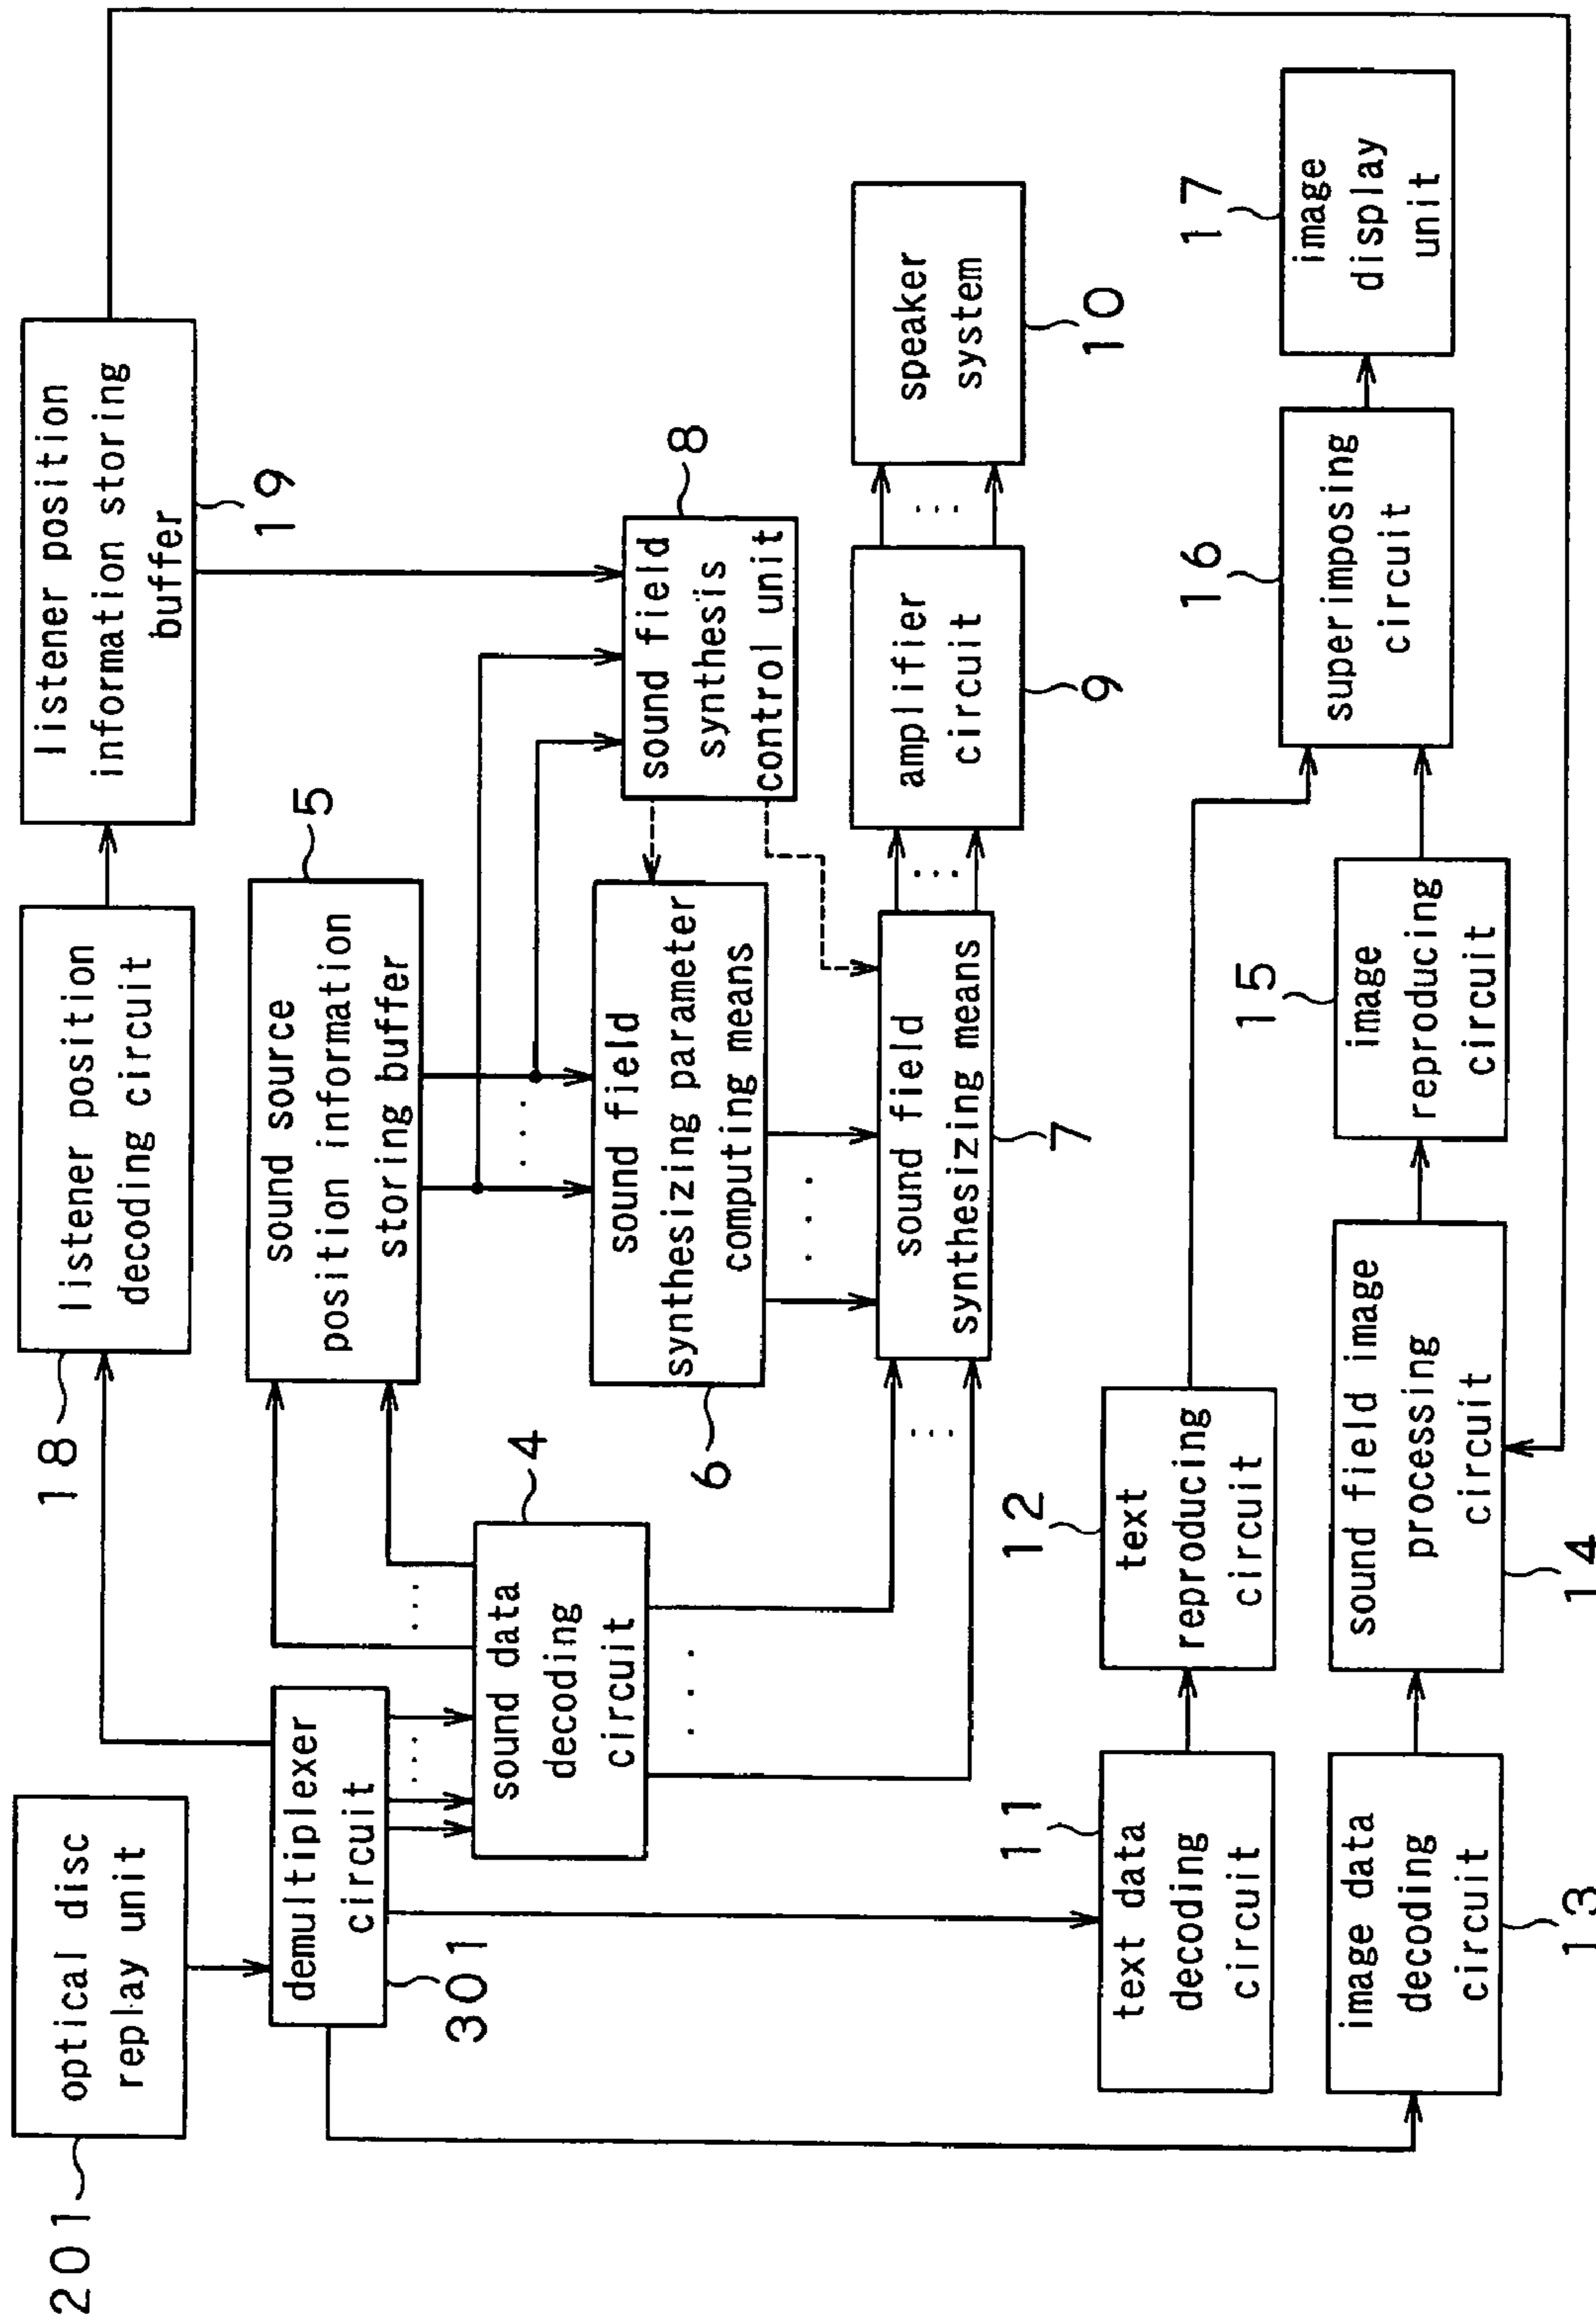 201
optical disc
replay unit
18
listener position
decoding circuit
listener position
information storing
buffer
19
demultiplexer
circuit
301
sound source
position information
storing buffer
5
sound data
decoding
circuit
4
sound field
synthesizing parameter
computing means
6
sound field
synthesis
control unit
8
sound field
synthesizing means
7
amplifier
circuit
9
speaker
system
10
text data
decoding
circuit
11
text
reproducing
circuit
12
image data
decoding
circuit
13
sound field image
processing
circuit
14
image
reproducing
circuit
15
superimposing
circuit
16
image
display
unit
17